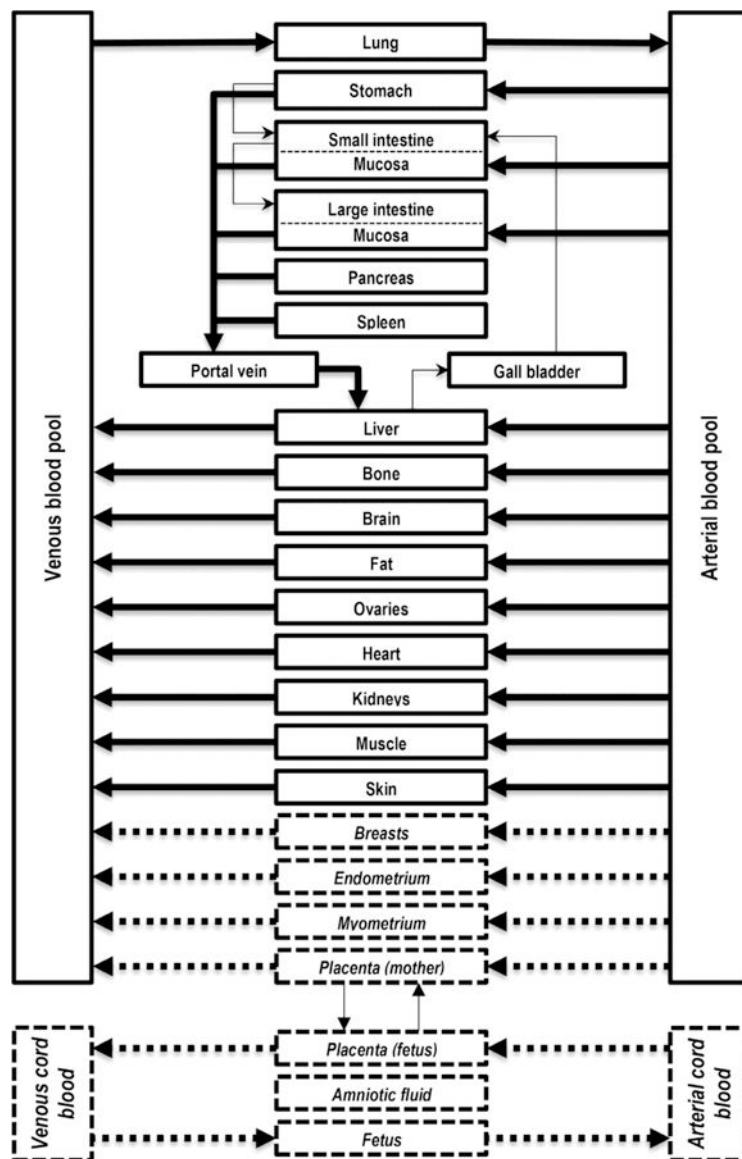 Lung
Stomach
Small intestine
Mucosa
Large intestine
Mucosa
Pancreas
Spleen
Portal vein
Gall bladder
Liver
Bone
Brain
Fat
Ovaries
Heart
Kidneys
Muscle
Skin
Breasts
Endometrium
Myometrium
Placenta (mother)
Placenta (fetus)
Amniotic fluid
Fetus
Venous blood pool
Arterial blood pool
Venous cord
blood
Arterial cord
blood